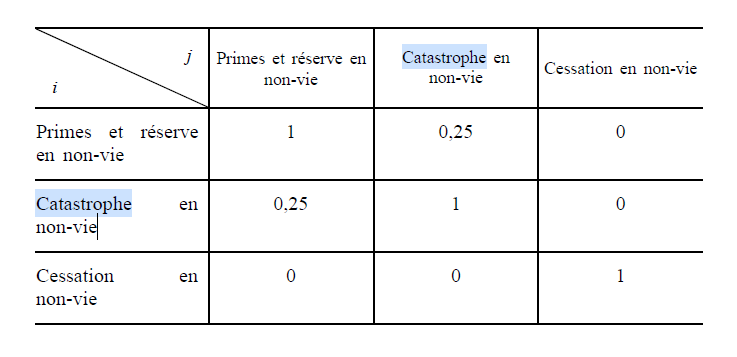 j
i
Primes et réserve en
non-vie
Catastrophe en
non-vie
Cessation en non-vie
Primes et réserve
en non-vie
1
0,25
0
Catastrophe en
non-vie
0,25
1
0
Cessation en
non-vie
0
0
1